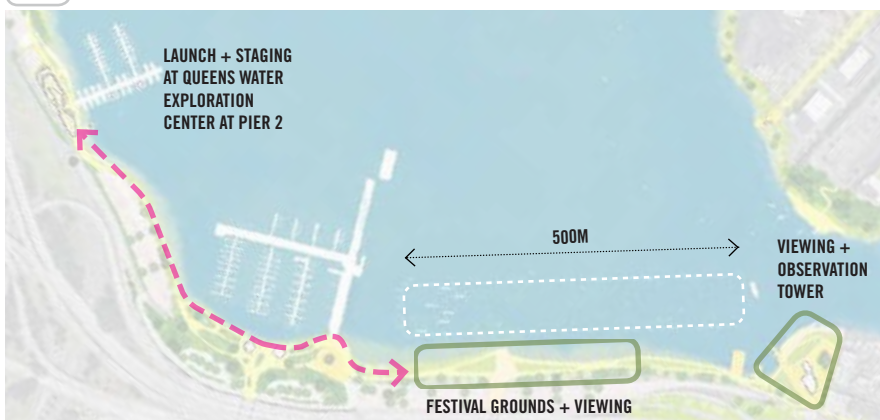 LAUNCH + STAGING
AT QUEENS WATER
EXPLORATION
CENTER AT PIER 2
500M
VIEWING +
OBSERVATION
TOWER
FESTIVAL GROUNDS + VIEWING